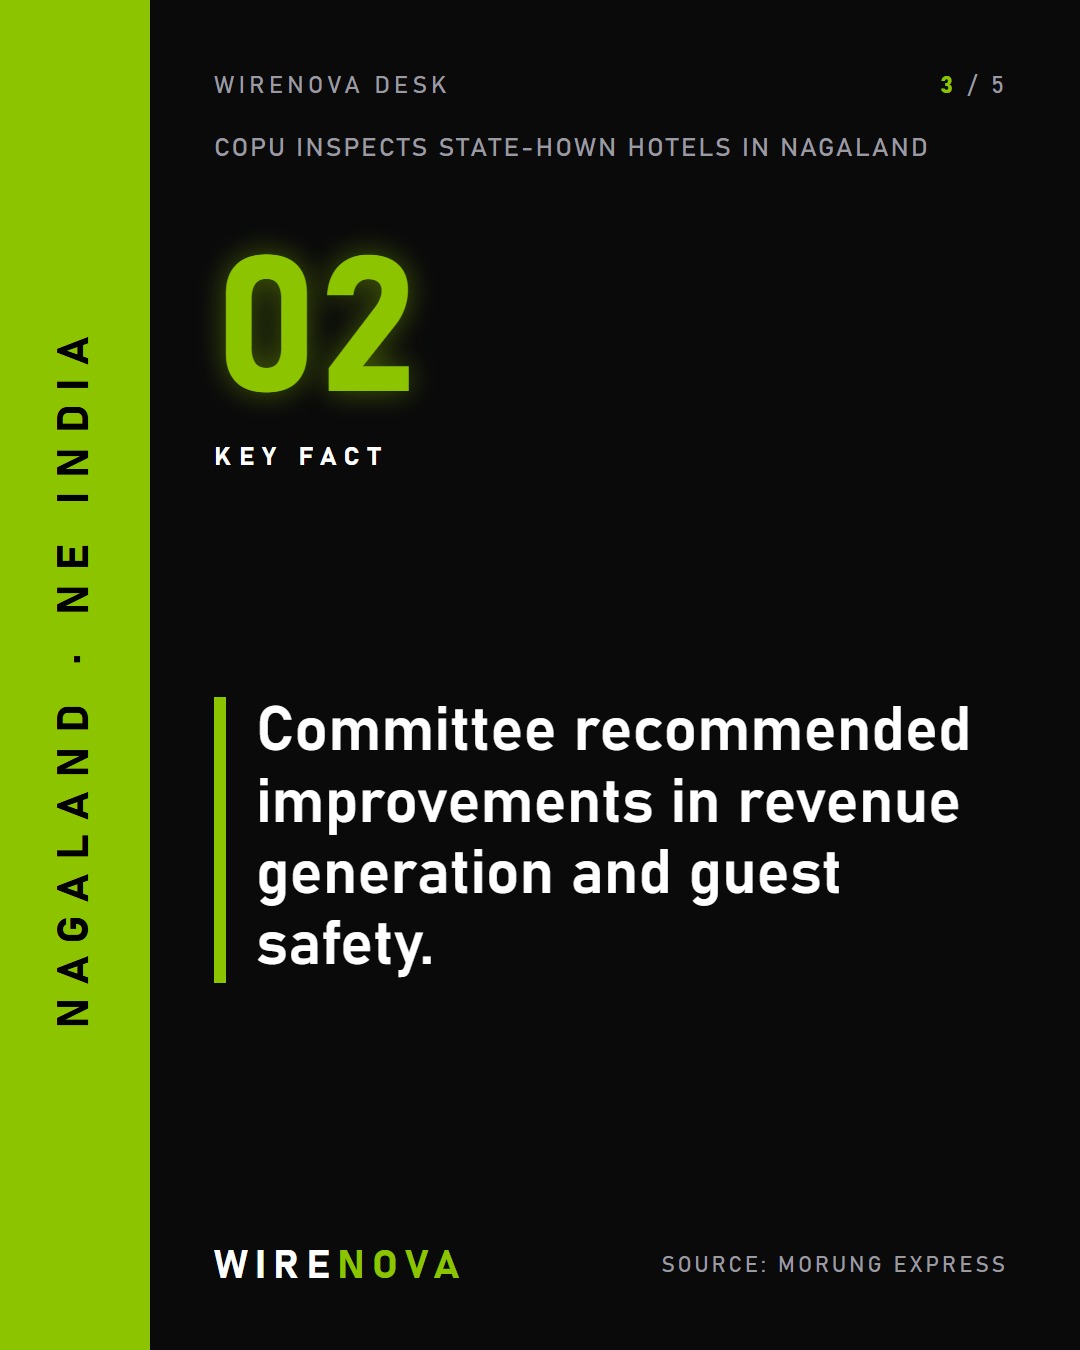 WIRENOVA DESK
3 / 5
COPU INSPECTS STATE-HOWN HOTELS IN NAGALAND
02
KEY FACT
NAGALAND · NE INDIA
Committee recommended
improvements in revenue
generation and guest
safety.
WIRENOVA
SOURCE: MORUNG EXPRESS